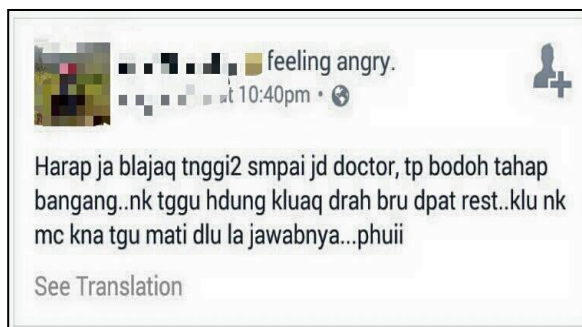 feeling angry.
t 10:40pm •
Harap ja blajaq tnggi2 smpai jd doctor, tp bodoh tahap
bangang..nk tggu hdung kluaq drah bru dpat rest..klu nk
mc kna tgu mati dlu la jawabnya...phuii
See Translation